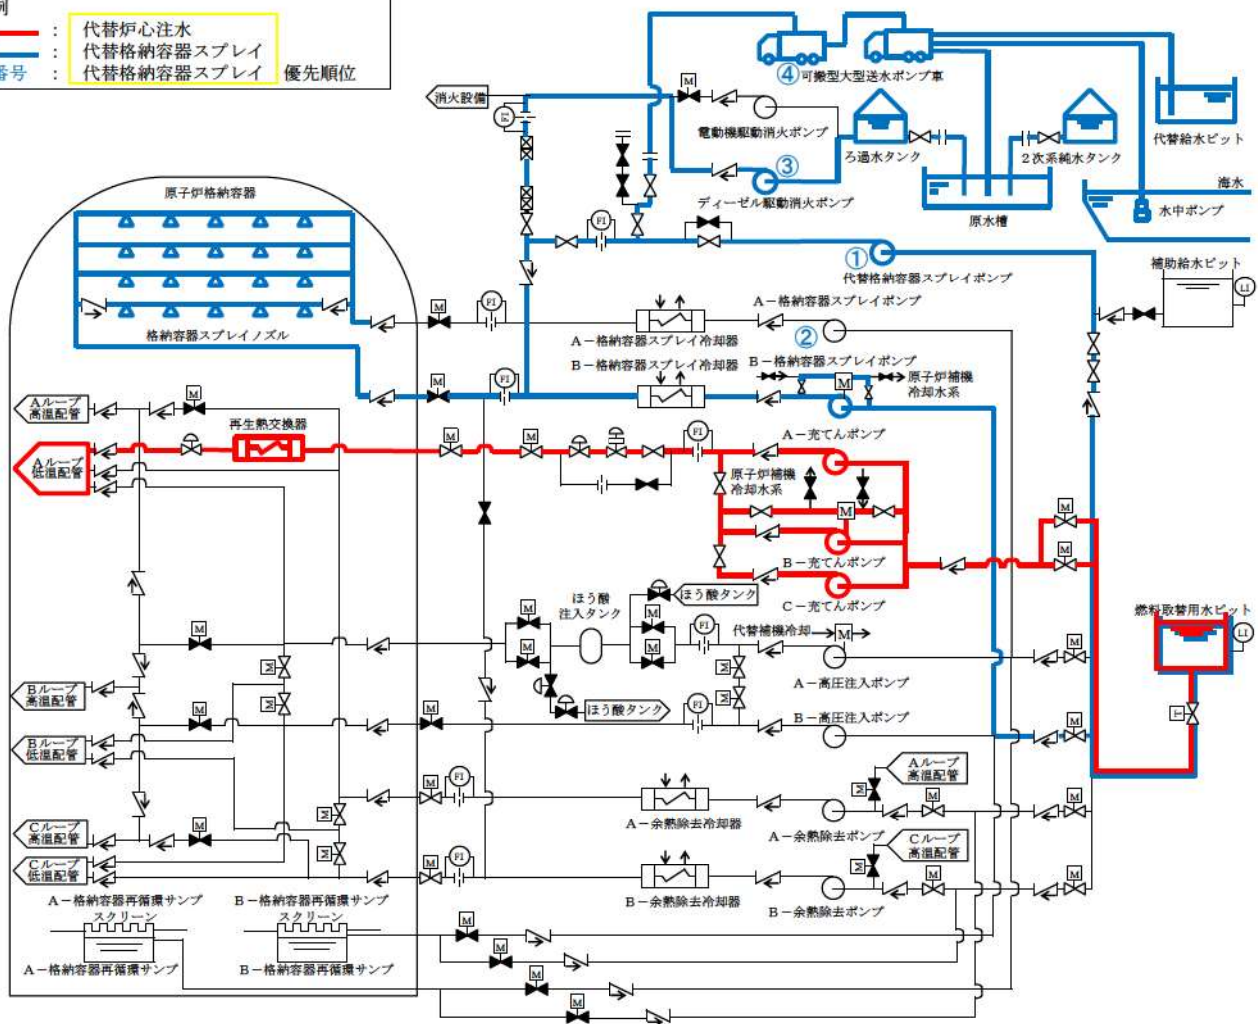 例
： 代替炉心注水
： 代替格納容器スプレイ
番号 ： 代替格納容器スプレイ 優先順位
消火設備
M
FI
電動機駆動消火ポンプ
④可搬型大型送水ポンプ車
ろ過水タンク
2次系純水タンク
代替給水ピット
③
ディーゼル駆動消火ポンプ
原水槽
海水
水中ポンプ
原子炉格納容器
FI
①
代替格納容器スプレイポンプ
補助給水ピット
LI
格納容器スプレイノズル
M
FI
A－格納容器スプレイポンプ
A－格納容器スプレイ冷却器
②
B－格納容器スプレイ冷却器
B－格納容器スプレイポンプ
M
FI
M
原子炉補機
冷却水系
Aループ
高温配管
M
再生熱交換器
Aループ
低温配管
M
M
FI
A－充てんポンプ
原子炉補機
冷却水系
M
M
B－充てんポンプ
M
C－充てんポンプ
ほう酸
注入タンク
ほう酸タンク
燃料取替用水ピット
LI
M
M
M
FI
代替補機冷却
M
M
M
M
M
M
A－高圧注入ポンプ
M
M
T
Bループ
高温配管
M
ほう酸タンク
B－高圧注入ポンプ
M
M
FI
M
Bループ
低温配管
Aループ
高温配管
M
FI
M
M
M
A－余熱除去冷却器
A－余熱除去ポンプ
M
Cループ
高温配管
M
Cループ
高温配管
Cループ
低温配管
M
M
FI
M
M
M
B－余熱除去冷却器
B－余熱除去ポンプ
A－格納容器再循環サンプ
スクリーン
B－格納容器再循環サンプ
スクリーン
M
M
A－格納容器再循環サンプ
B－格納容器再循環サンプ
M
M